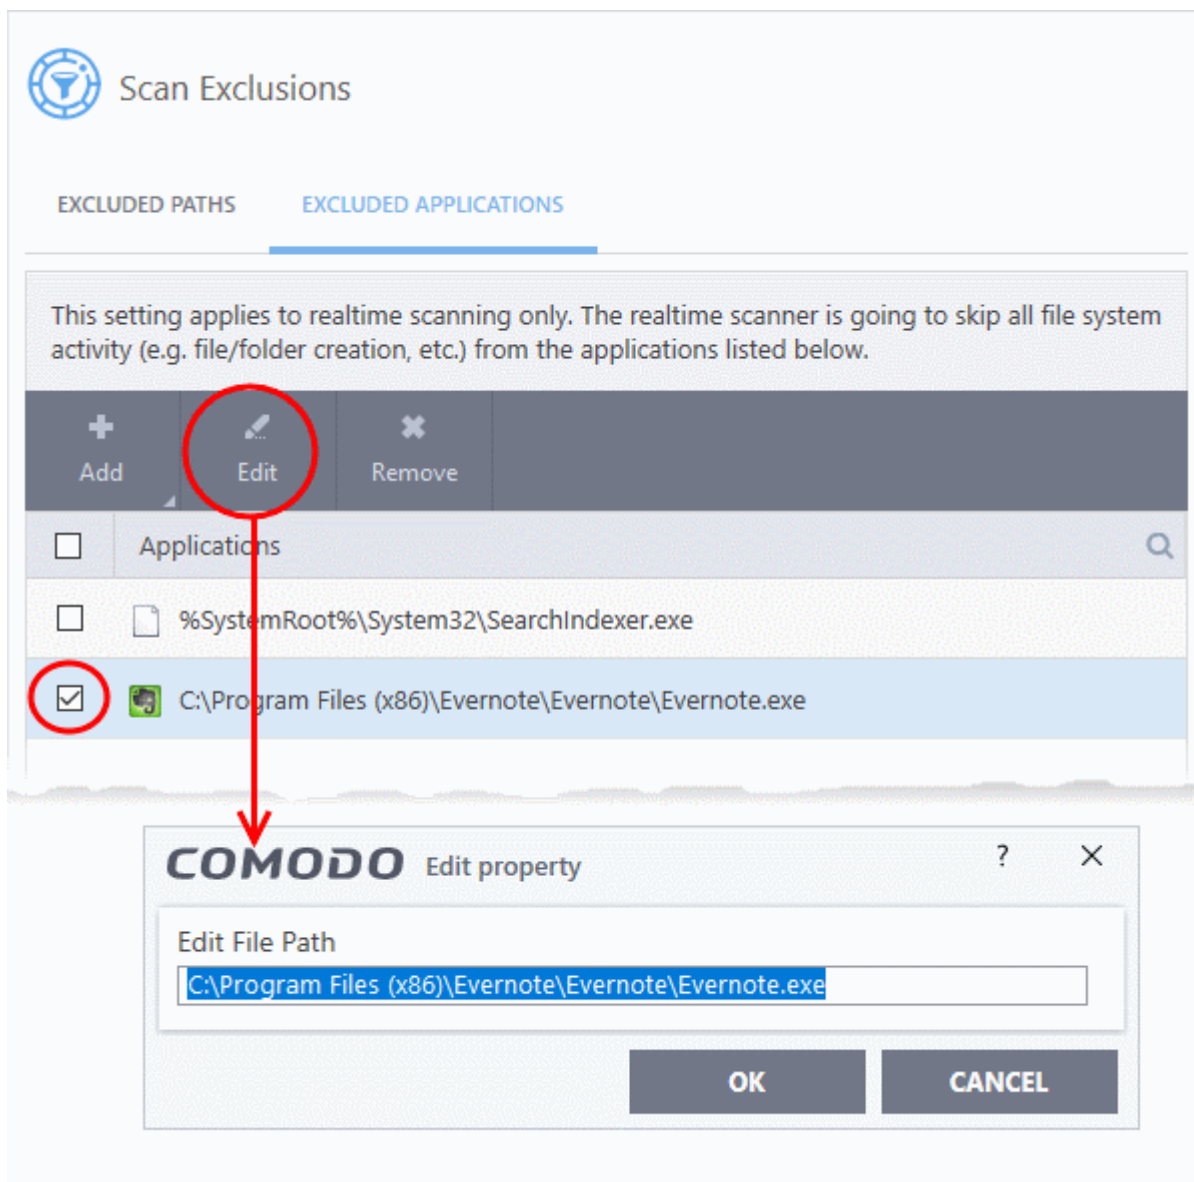 Scan Exclusions
EXCLUDED PATHS EXCLUDED APPLICATIONS
This setting applies to realtime scanning only. The realtime scanner is going to skip all file system
activity (e.g. file/folder creation, etc.) from the applications listed below.
Add Edit Remove
Applications
%SystemRoot%\System32\SearchIndexer.exe
C:\Program Files (x86)\Evernote\Evernote\Evernote.exe
COMODO Edit property ?
Edit File Path
C:\Program Files (x86)\Evernote\Evernote\Evernote.exe
OK CANCEL